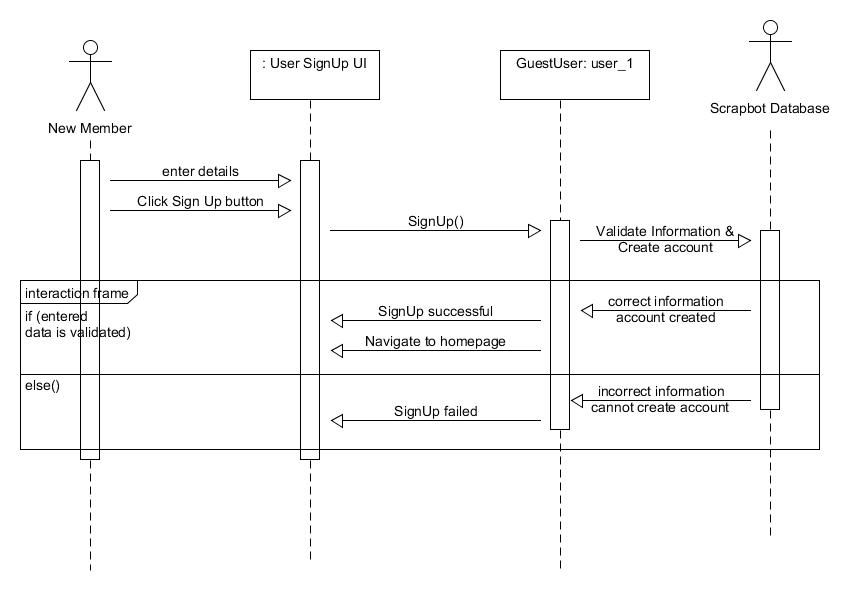 : User SignUp UI
GuestUser: user_1
Scrapbot Database
New Member
enter details
Click Sign Up button
SignUp()
Validate Information &
Create account
interaction frame
if (entered
data is validated)
correct information
account created
SignUp successful
Navigate to homepage
else()
incorrect information
cannot create account
SignUp failed